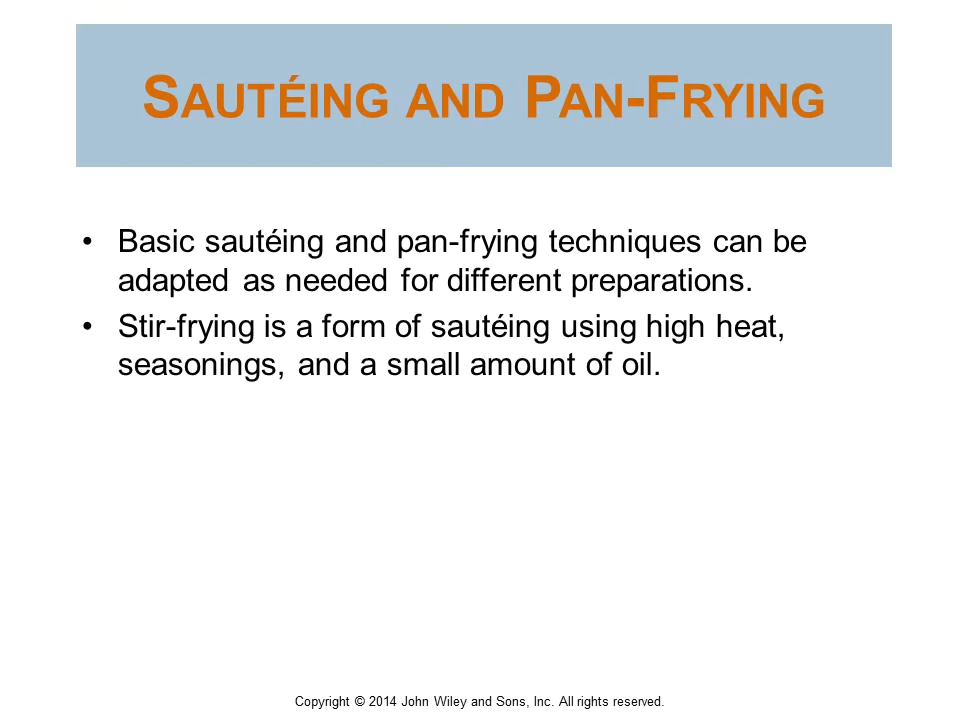 SAUTÉING AND PAN-FRYING
• Basic sautéing and pan-frying techniques can be
adapted as needed for different preparations.
• Stir-frying is a form of sautéing using high heat,
seasonings, and a small amount of oil.
Copyright © 2014 John Wiley and Sons, Inc. All rights reserved.